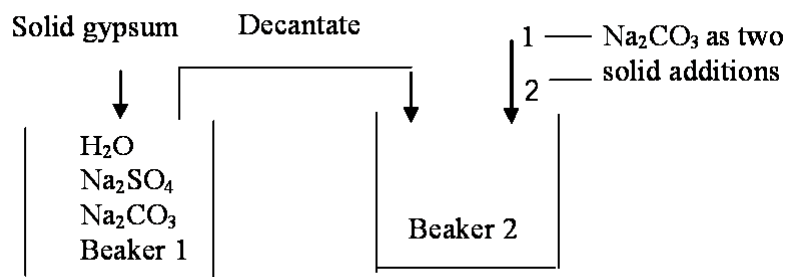 Solid gypsum
Decantate
1 — Na₂CO₃ as two
2 — solid additions
H₂O
Na₂SO₄
Na₂CO₃
Beaker 1
Beaker 2